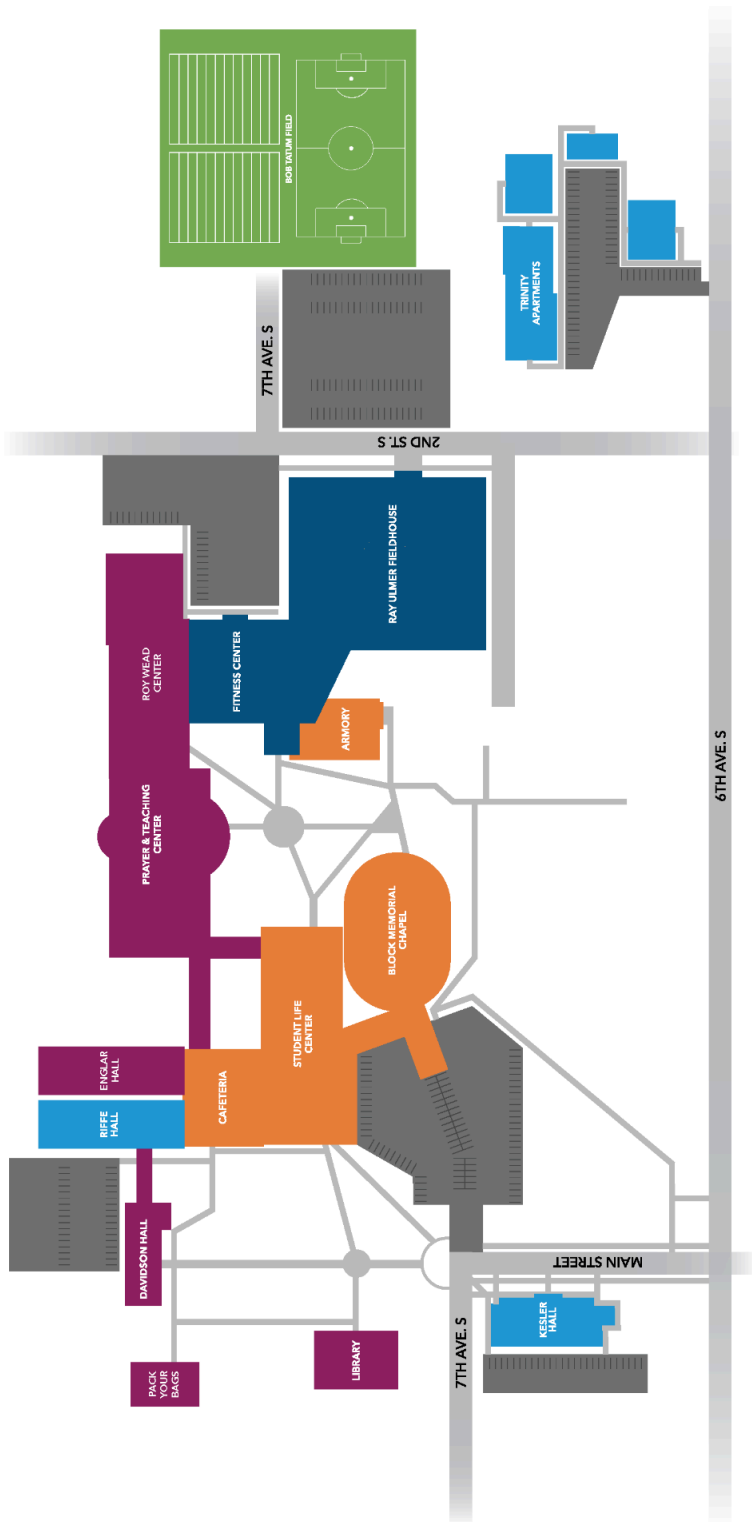 BOB TATUM FIELD
TRINITY
APARTMENTS
7TH AVE. S
2ND ST. S
RAY ULMER FIELDHOUSE
ROY WEAD
CENTER
FITNESS CENTER
ARMORY
6TH AVE. S
PRAYER & TEACHING
CENTER
BLOCK MEMORIAL
CHAPEL
STUDENT LIFE
CENTER
ENGLAR
HALL
CAFETERIA
RIFFE
HALL
DAVIDSON HALL
MAIN STREET
KESLER
HALL
LIBRARY
PACK
YOUR
BAGS
7TH AVE. S